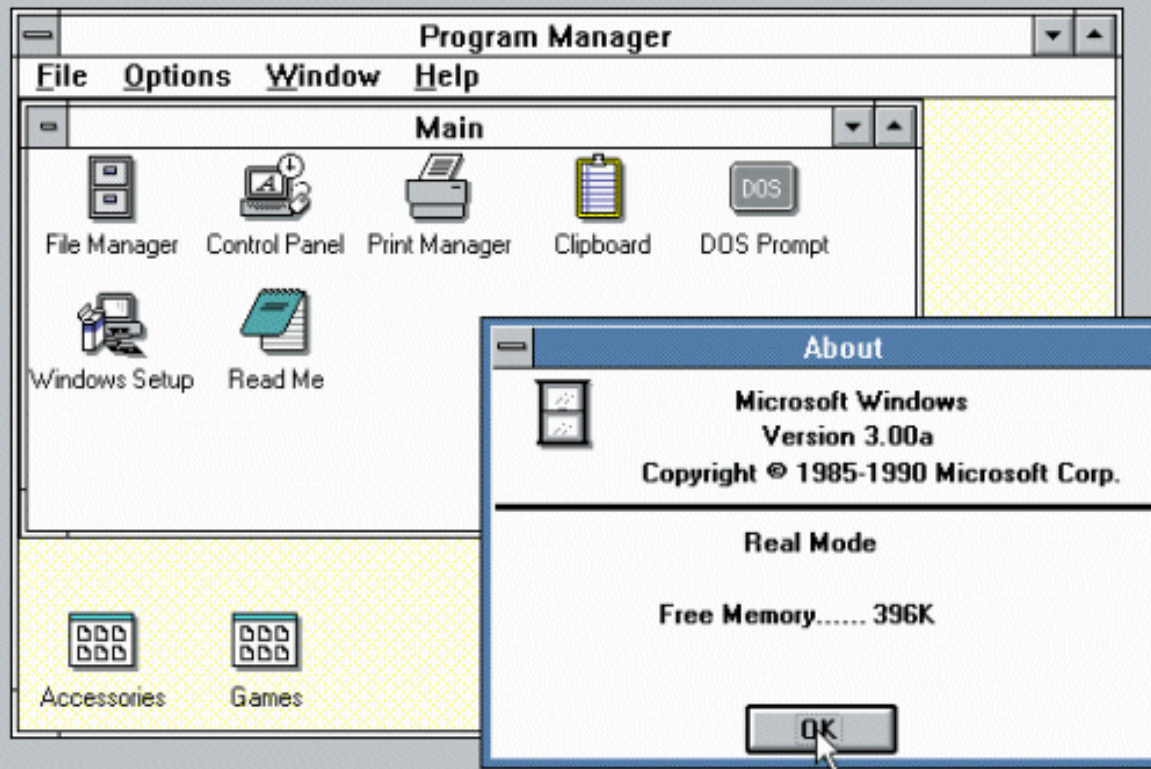 Program Manager
File Options Window Help
Main
File Manager Control Panel Print Manager Clipboard DOS Prompt
DOS
Windows Setup Read Me
About
Microsoft Windows
Version 3.00a
Copyright © 1985-1990 Microsoft Corp.
Real Mode
Free Memory...... 396K
OK
Accessories Games